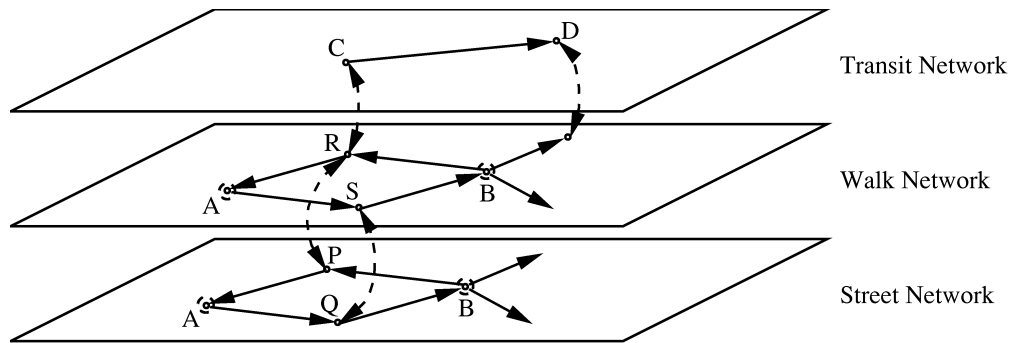 D
C
Transit Network
R
S
A
B
Walk Network
P
Q
A
B
Street Network